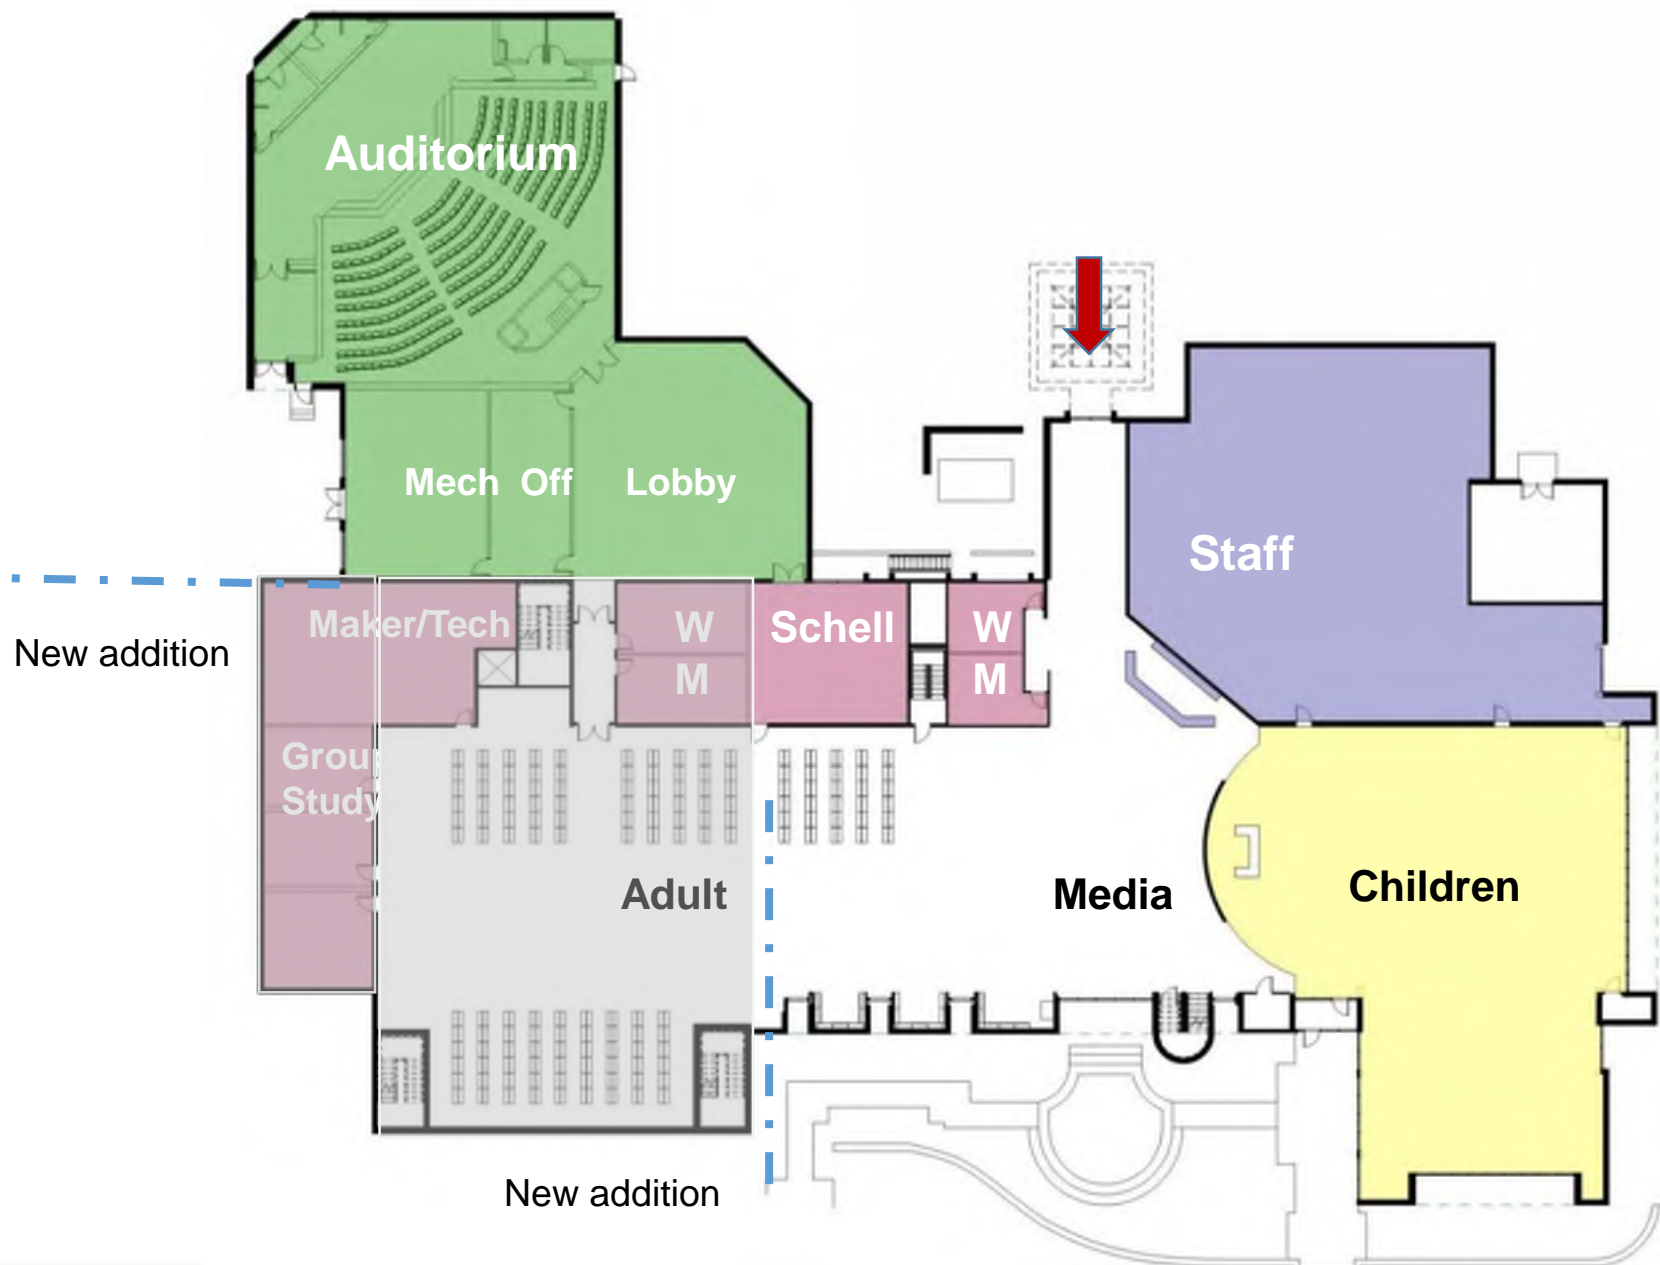 Auditorium
Mech Off Lobby
Staff
Maker/Tech
W
M
Schell
W
M
New addition
Group
Study
Adult
Media
Children
New addition